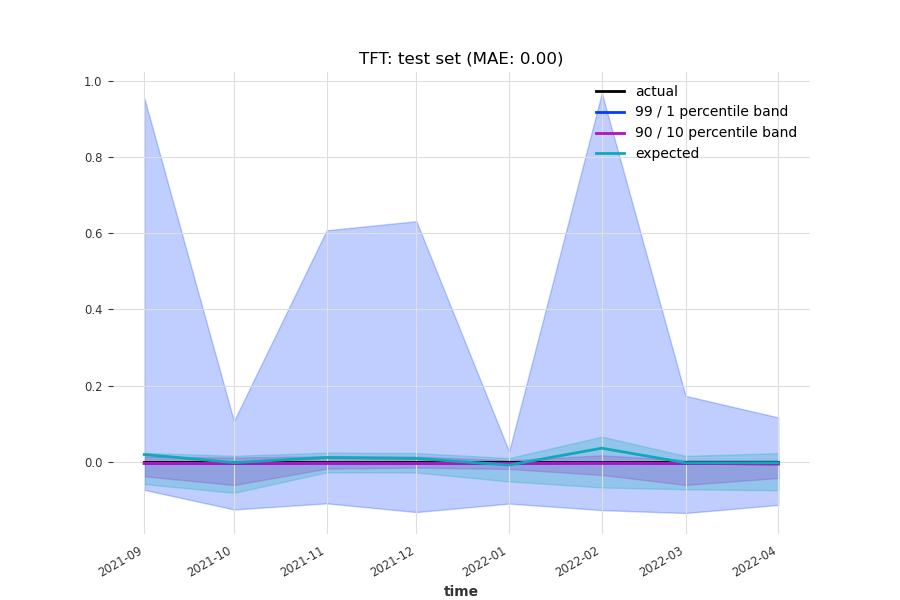 TFT: test set (MAE: 0.00)
actual
99 / 1 percentile band
90 / 10 percentile band
expected
1.0
0.8
0.6
0.4
0.2
0.0
2021-09
2021-10
2021-11
2021-12
2022-01
2022-02
2022-03
2022-04
time